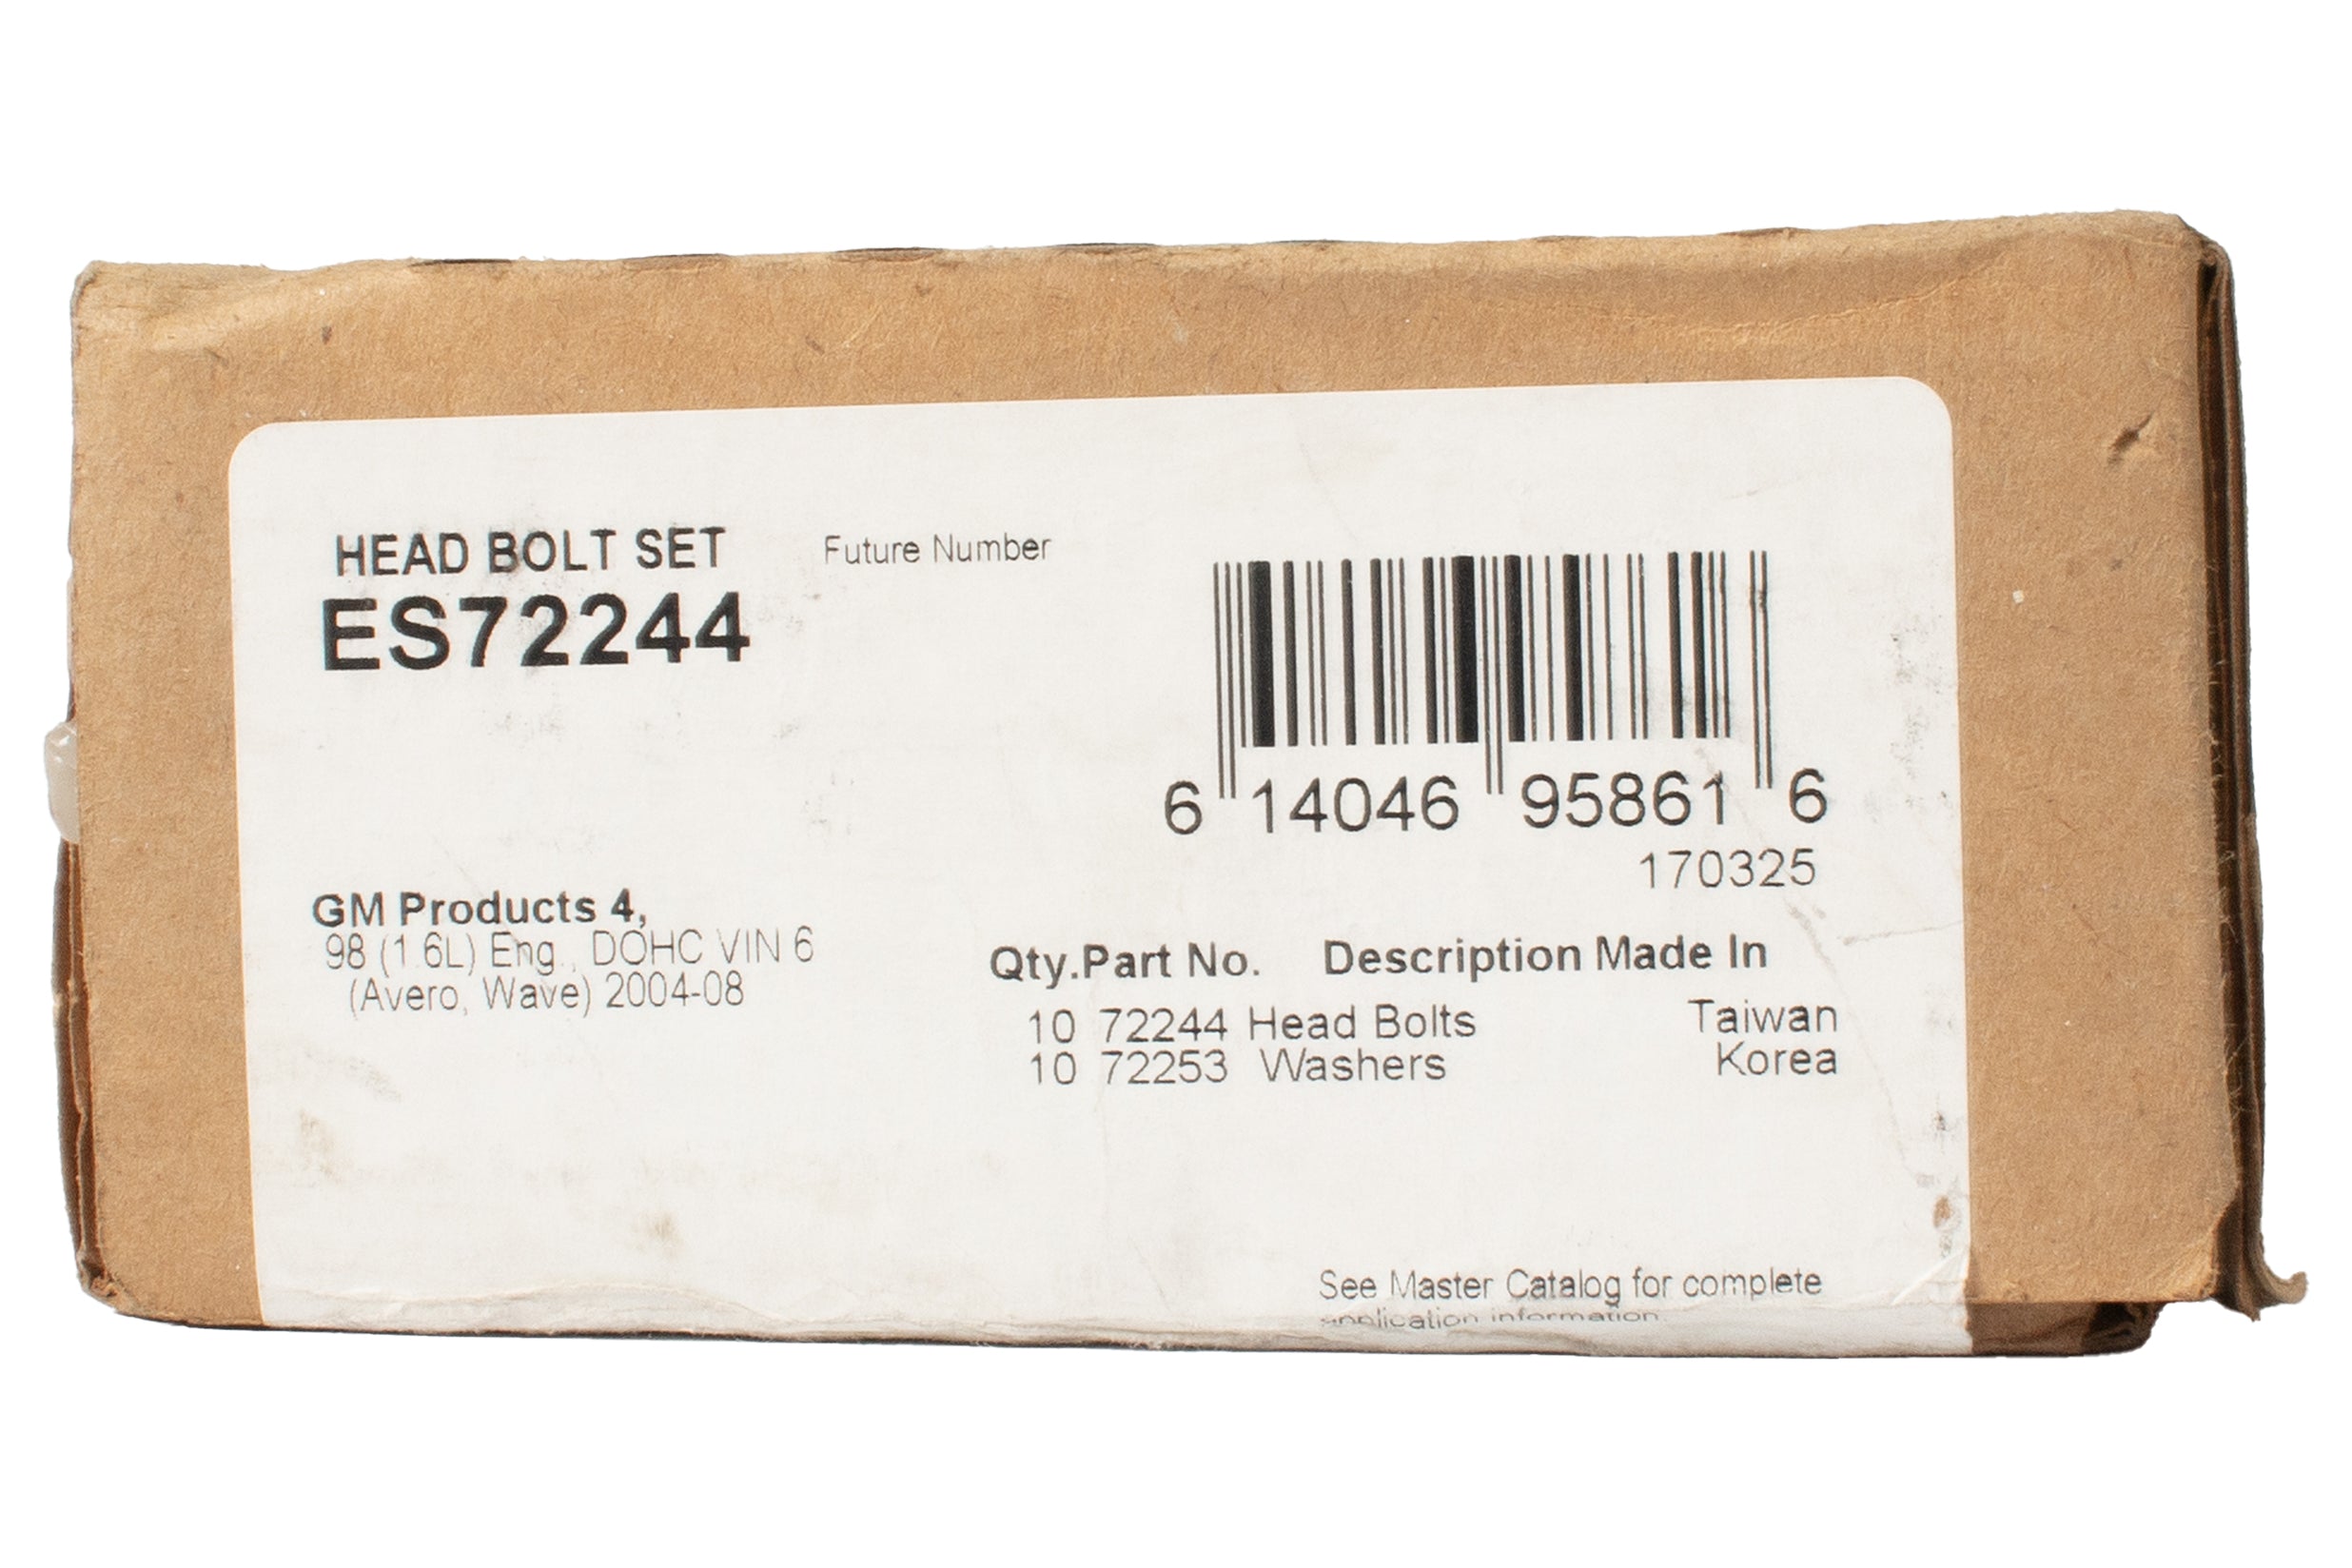 HEAD BOLT SET
Future Number
ES72244
6 14046 95861 6
170325
GM Products 4,
98 (1.6L) Eng., DOHC VIN 6
(Avero, Wave) 2004-08
Qty.Part No. Description Made In
10 72244 Head Bolts Taiwan
10 72253 Washers Korea
See Master Catalog for complete
application information.